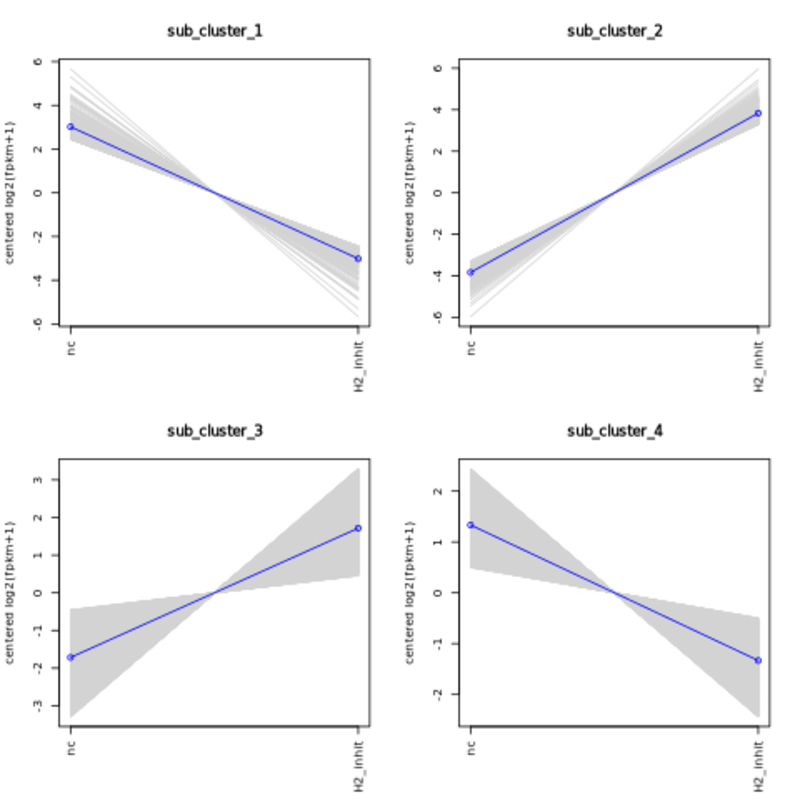 sub_cluster_1
centered log2(fpkm+1)
6
4
2
0
-2
-4
-6
nc
H2_inhit
sub_cluster_2
centered log2(fpkm+1)
6
4
2
0
-2
-4
-6
nc
H2_inhit
sub_cluster_3
centered log2(fpkm+1)
3
2
1
0
-1
-2
-3
nc
H2_inhit
sub_cluster_4
centered log2(fpkm+1)
2
1
0
-1
-2
nc
H2_inhit